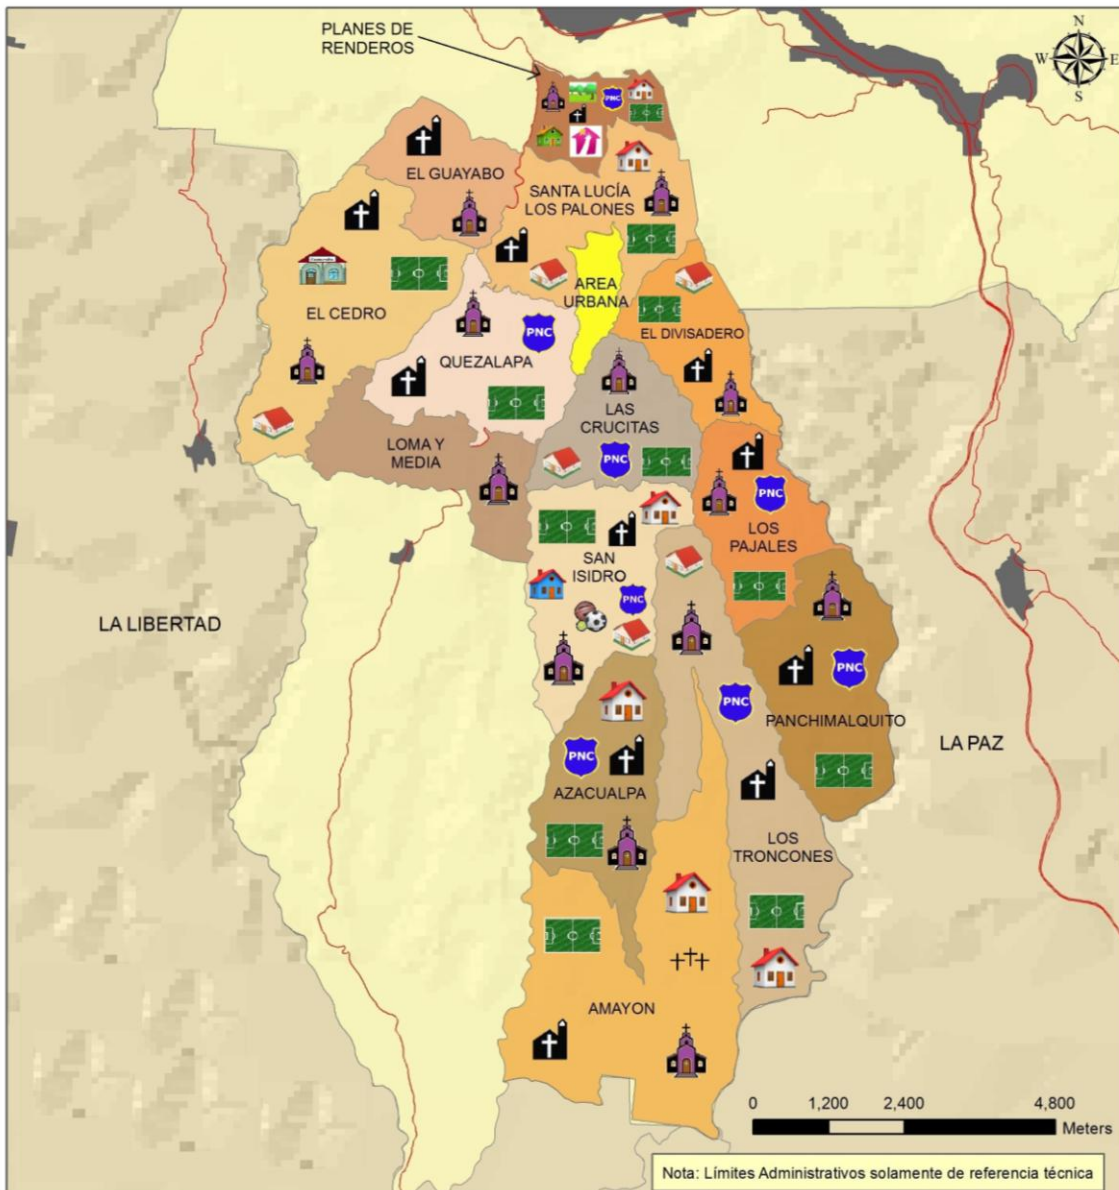 PLANES DE
RENDEROS
N
W E
S
PNC
EL GUAYABO
SANTA LUCÍA
LOS PALONES
AREA
URBANA
EL CEDRO
PNC
EL DIVISADERO
QUEZALAPA
LAS
CRUCITAS
LOMA Y
MEDIA
PNC
PNC
LOS
PAJALES
SAN
ISIDRO
PNC
LA LIBERTAD
PNC
PNC
PANCHIMALQUITO
LA PAZ
PNC
AZACUALPA
LOS
TRONCONES
AMAYON
0 1,200 2,400 4,800
Meters
Nota: Límites Administrativos solamente de referencia técnica